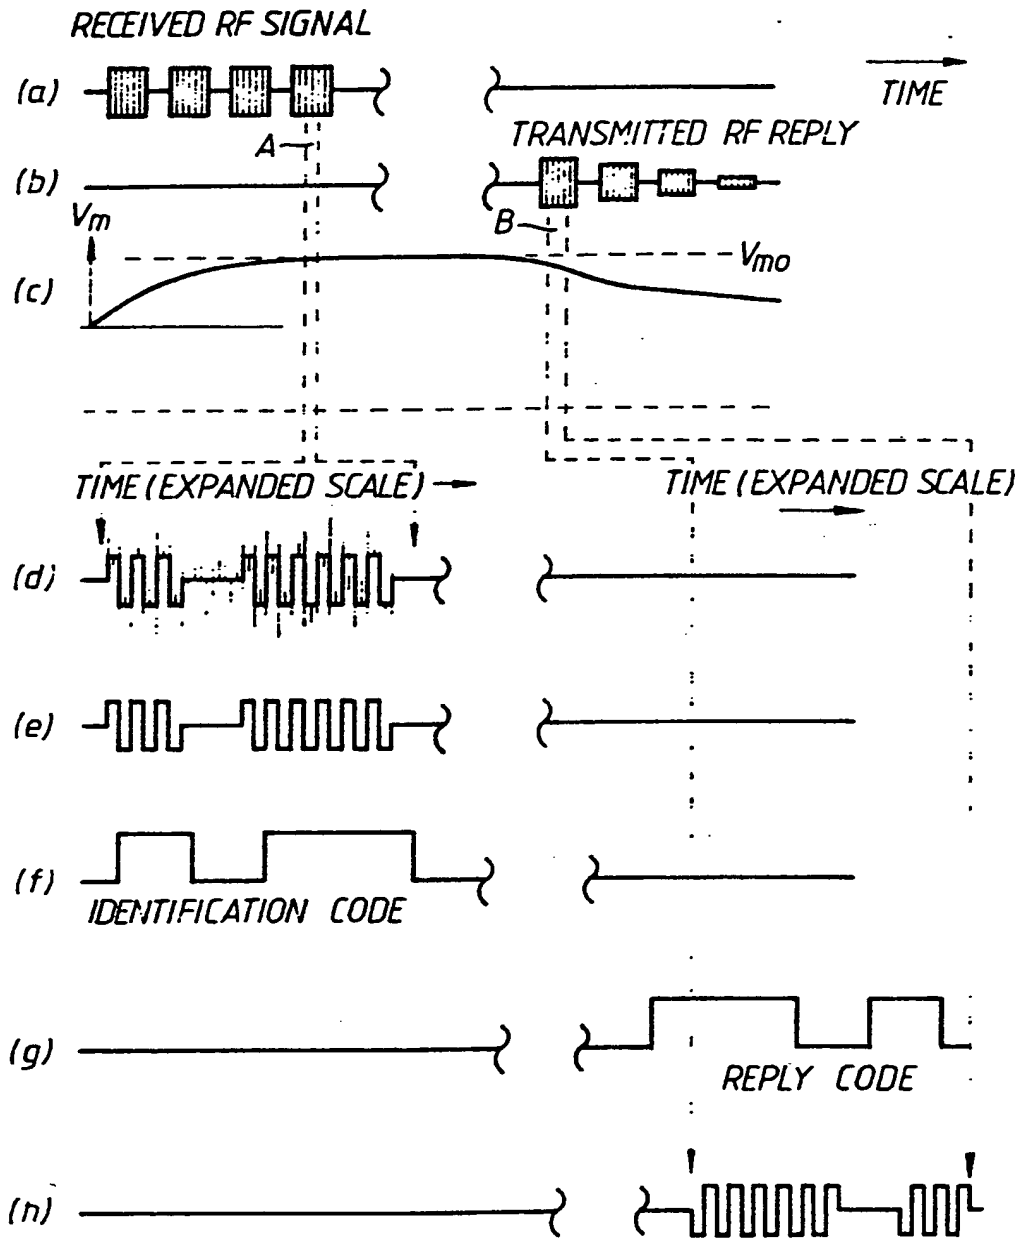 RECEIVED RF SIGNAL
(a)
TIME
A
TRANSMITTED RF REPLY
(b)
Vm
B
Vmo
(c)
TIME (EXPANDED SCALE)
TIME (EXPANDED SCALE)
(d)
(e)
(f)
IDENTIFICATION CODE
(g)
REPLY CODE
(h)